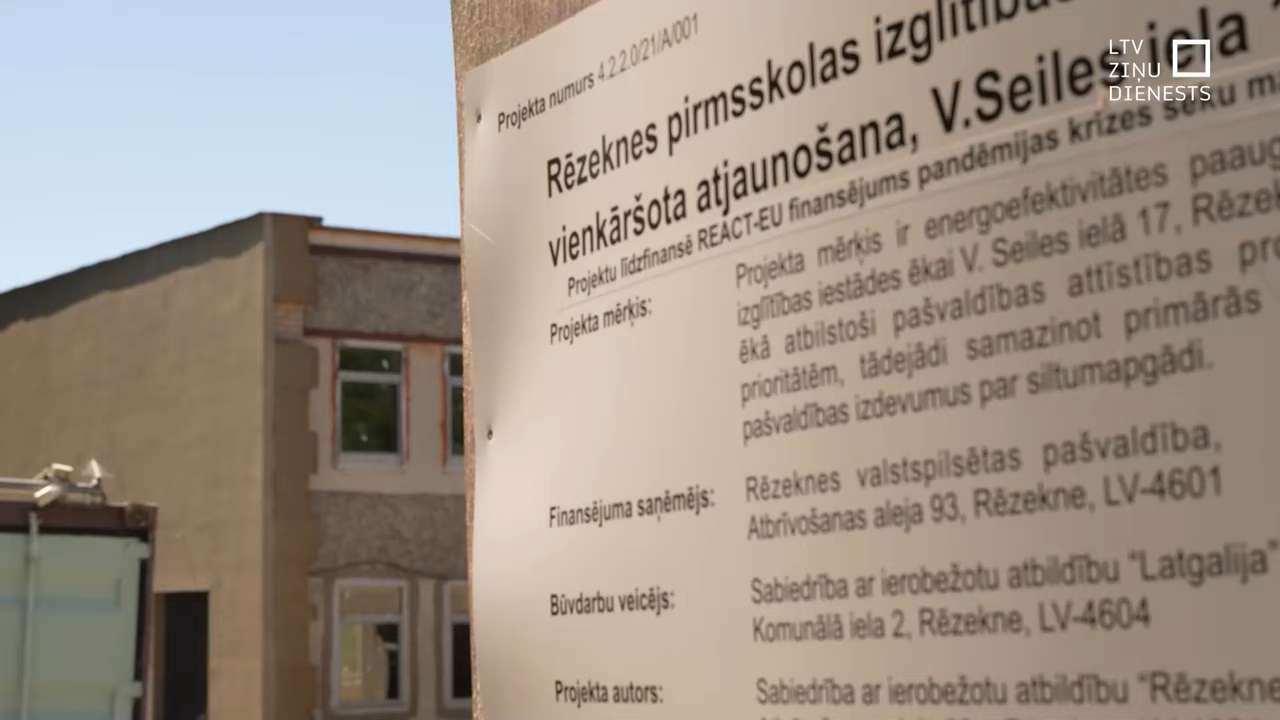 LTV
ZIŅU
DIENESTS
Projekta numurs 4.2.2.0/21/A/001
Rēzeknes pirmsskolas izglītības
vienkāršota atjaunošana, V.Seiles iela
Projektu līdzfinansē REACT-EU finansējums pandēmijas krīzes seku
Projekta mērķis: Projekta mērķis ir energoefektivitātes paaug
izglītības iestādes ēkai V. Seiles ielā 17, Rēzek
ēkā atbilstoši pašvaldības attīstības pro
prioritātēm, tādejādi samazinot primārās
pašvaldības izdevumus par siltumapgādi.
Finansējuma saņēmējs: Rēzeknes valstspilsētas pašvaldība,
Atbrīvošanas aleja 93, Rēzekne, LV-4601
Būvdarbu veicējs: Sabiedrība ar ierobežotu atbildību "Latgalija"
Komunālā iela 2, Rēzekne, LV-4604
Projekta autors: Sabiedrība ar ierobežotu atbildību "Rēzekne